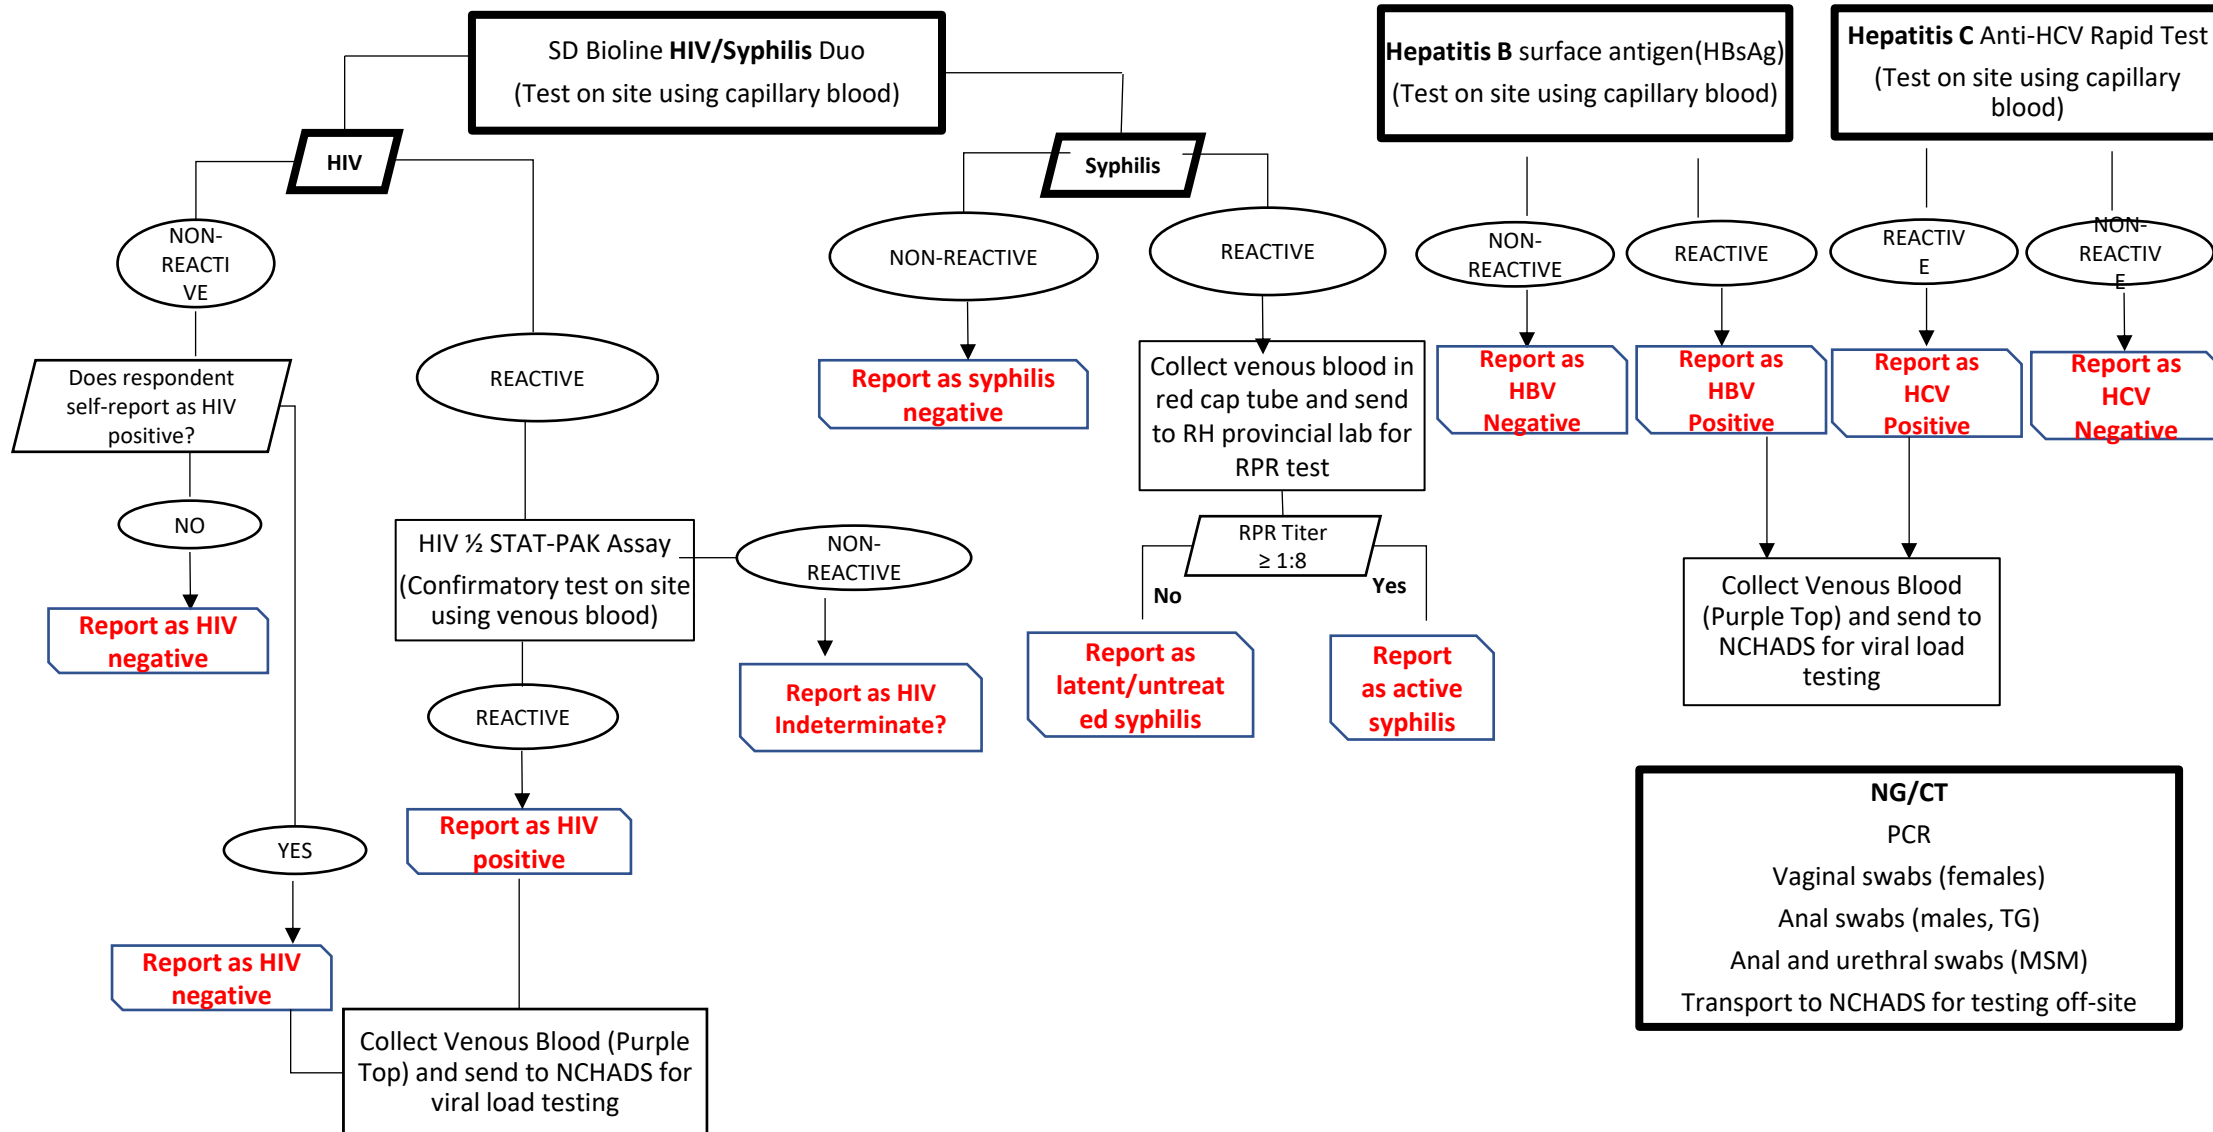 SD Bioline HIV/Syphilis Duo
(Test on site using capillary blood)
Hepatitis B surface antigen(HBsAg)
(Test on site using capillary blood)
Hepatitis C Anti-HCV Rapid Test
(Test on site using capillary
blood)
HIV
Syphilis
NON-
REACTI
VE
REACTIVE
NON-REACTIVE
REACTIVE
NON-
REACTIVE
REACTIVE
REACTIV
E
NON-
REACTIV
E
Does respondent
self-report as HIV
positive?
NO
Report as HIV
negative
YES
Report as HIV
negative
HIV ½ STAT-PAK Assay
(Confirmatory test on site
using venous blood)
NON-
REACTIVE
Report as HIV
Indeterminate?
REACTIVE
Report as HIV
positive
Collect Venous Blood (Purple
Top) and send to NCHADS for
viral load testing
Report as syphilis
negative
Collect venous blood in
red cap tube and send
to RH provincial lab for
RPR test
RPR Titer
≥ 1:8
No
Yes
Report as
latent/untreat
ed syphilis
Report
as active
syphilis
Report as
HBV
Negative
Report as
HBV
Positive
Report as
HCV
Positive
Report as
HCV
Negative
Collect Venous Blood
(Purple Top) and send to
NCHADS for viral load
testing
NG/CT
PCR
Vaginal swabs (females)
Anal swabs (males, TG)
Anal and urethral swabs (MSM)
Transport to NCHADS for testing off-site